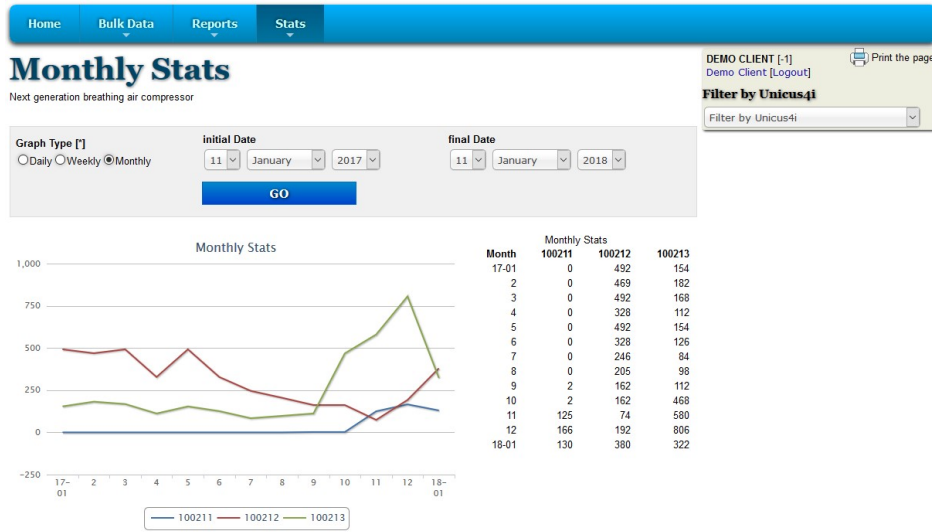 Home Bulk Data Reports Stats
Monthly Stats
Next generation breathing air compressor
DEMO CLIENT [-1] Print the page
Demo Client [Logout]
Filter by Unicus4i
Filter by Unicus4i
Graph Type [*]
Daily Weekly Monthly
initial Date
11 January 2017
final Date
11 January 2018
GO
Monthly Stats
1,000
750
500
250
0
-250
17-01 2 3 4 5 6 7 8 9 10 11 12 18-01
100211 100212 100213
Monthly Stats
Month 100211 100212 100213
17-01 0 492 154
2 0 469 182
3 0 492 168
4 0 328 112
5 0 492 154
6 0 328 126
7 0 246 84
8 0 205 98
9 2 162 112
10 2 162 468
11 125 74 580
12 166 192 806
18-01 130 380 322